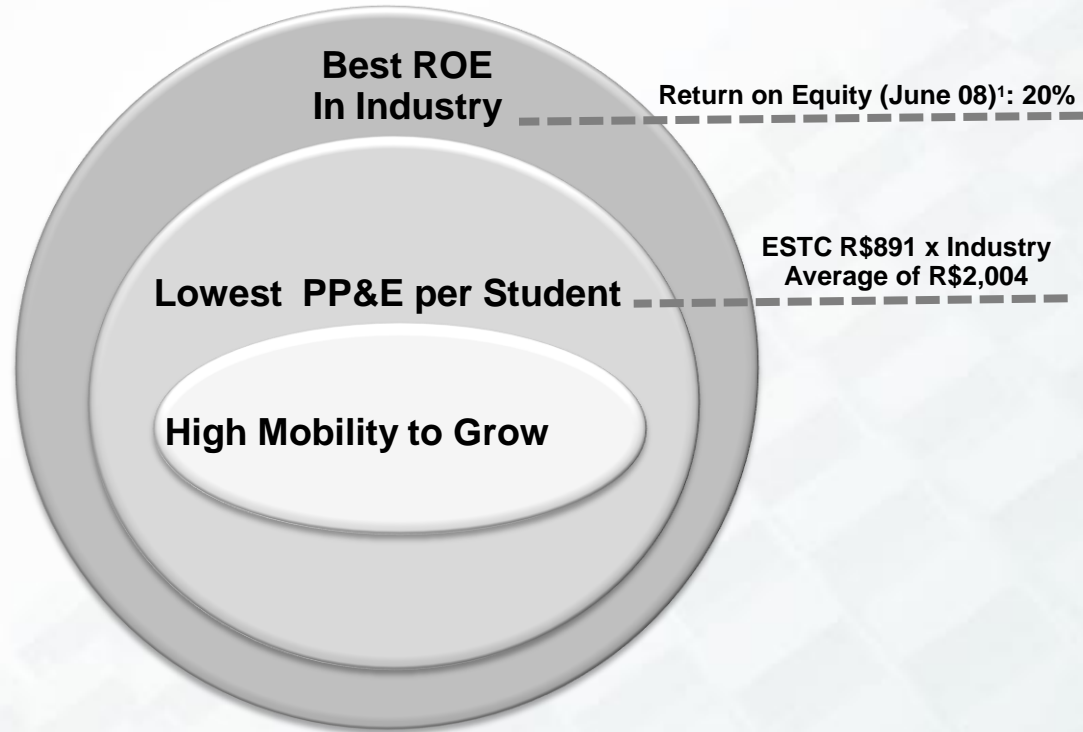 Best ROE
In Industry
Return on Equity (June 08)¹: 20%
ESTC R$891 x Industry
Average of R$2,004
Lowest  PP&E per Student
High Mobility to Grow